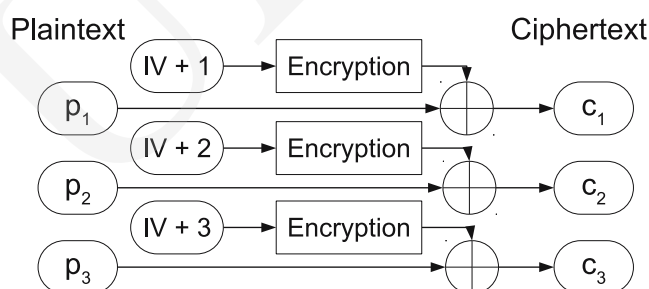 Plaintext Ciphertext
IV + 1 Encryption
p1 c1
IV + 2 Encryption
p2 c2
IV + 3 Encryption
p3 c3